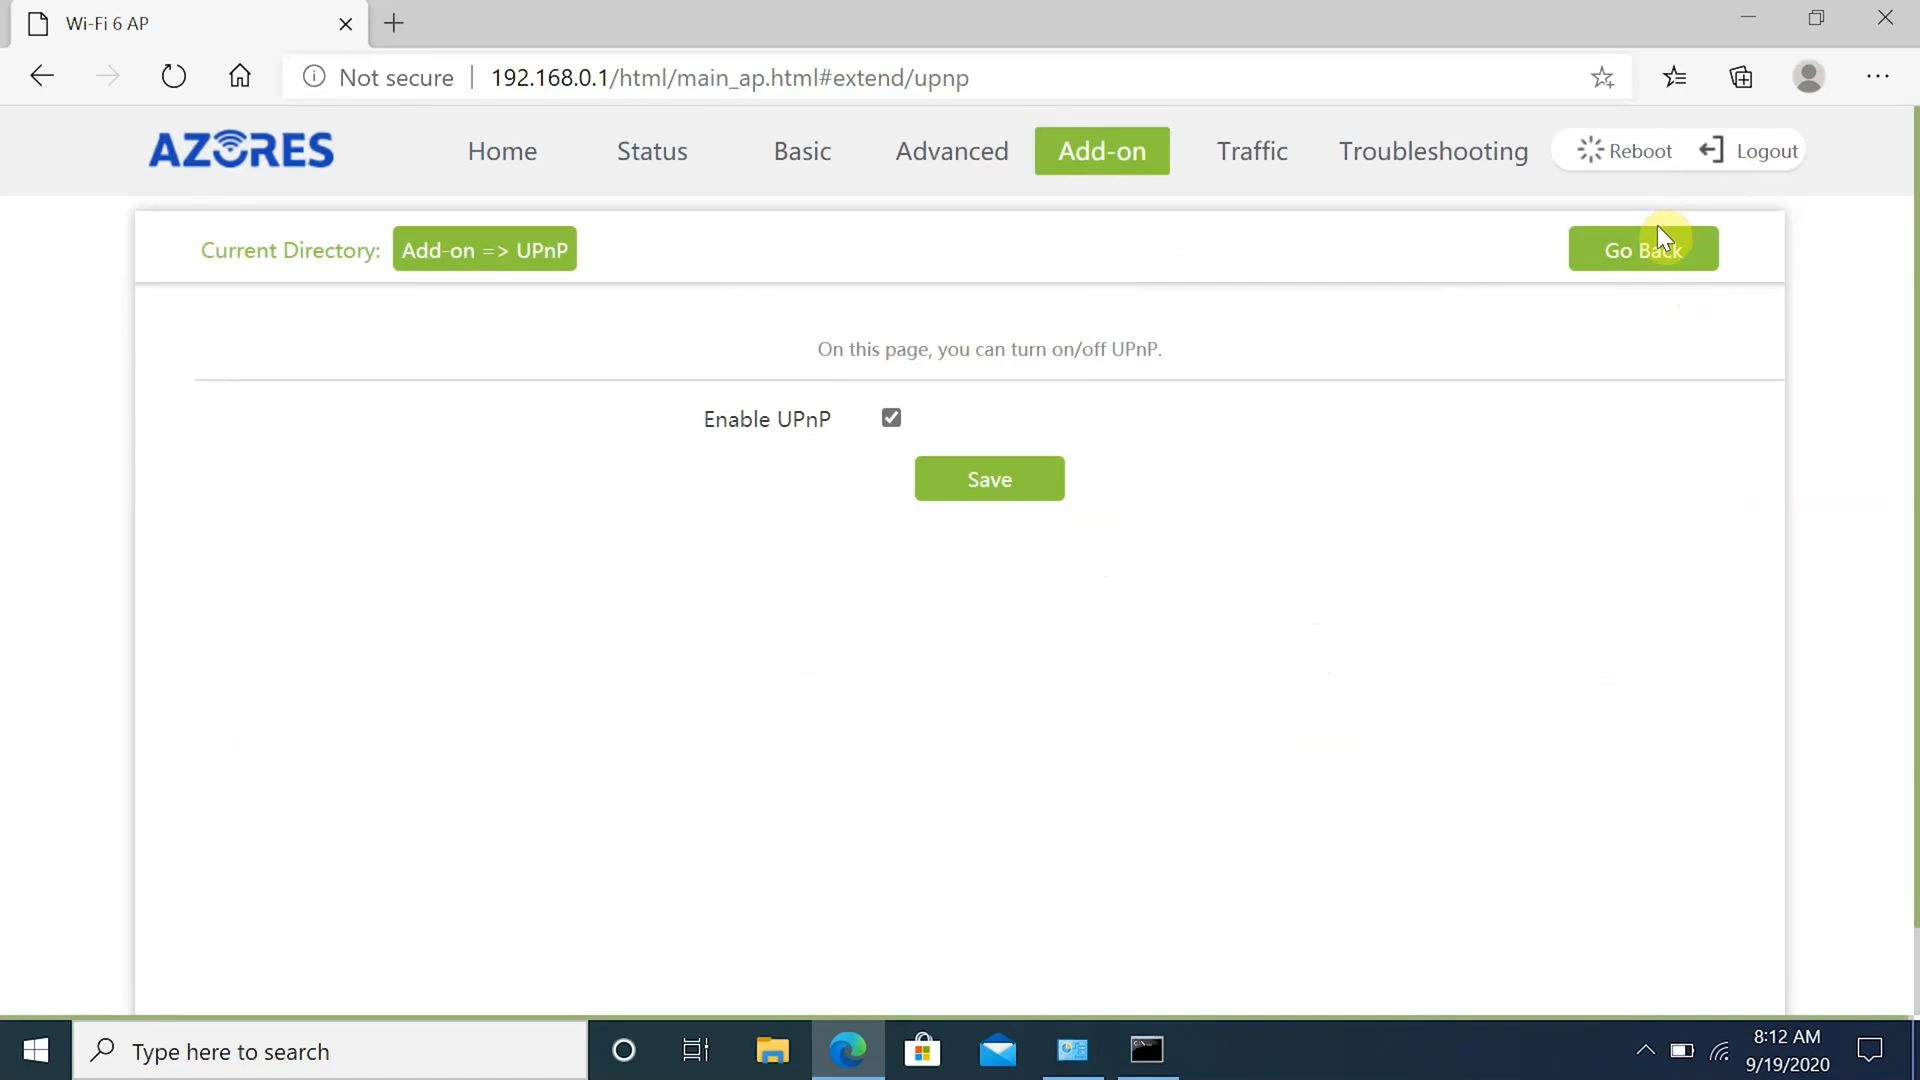 Wi-Fi 6 AP
Not secure | 192.168.0.1/html/main_ap.html#extend/upnp
AZORES Home Status Basic Advanced Add-on Traffic Troubleshooting Reboot Logout
Current Directory: Add-on => UPnP Go Back
On this page, you can turn on/off UPnP.
Enable UPnP
Save
Type here to search
8:12 AM
9/19/2020